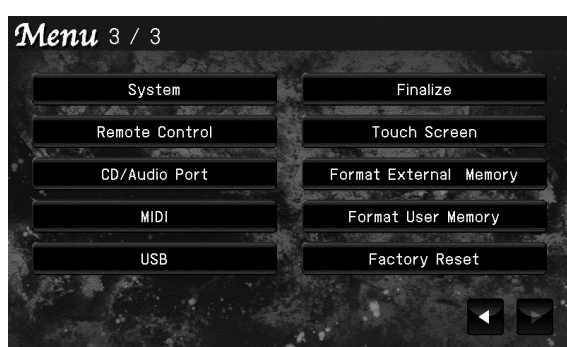 Menu 3 / 3
System
Remote Control
CD/Audio Port
MIDI
USB
Finalize
Touch Screen
Format External Memory
Format User Memory
Factory Reset